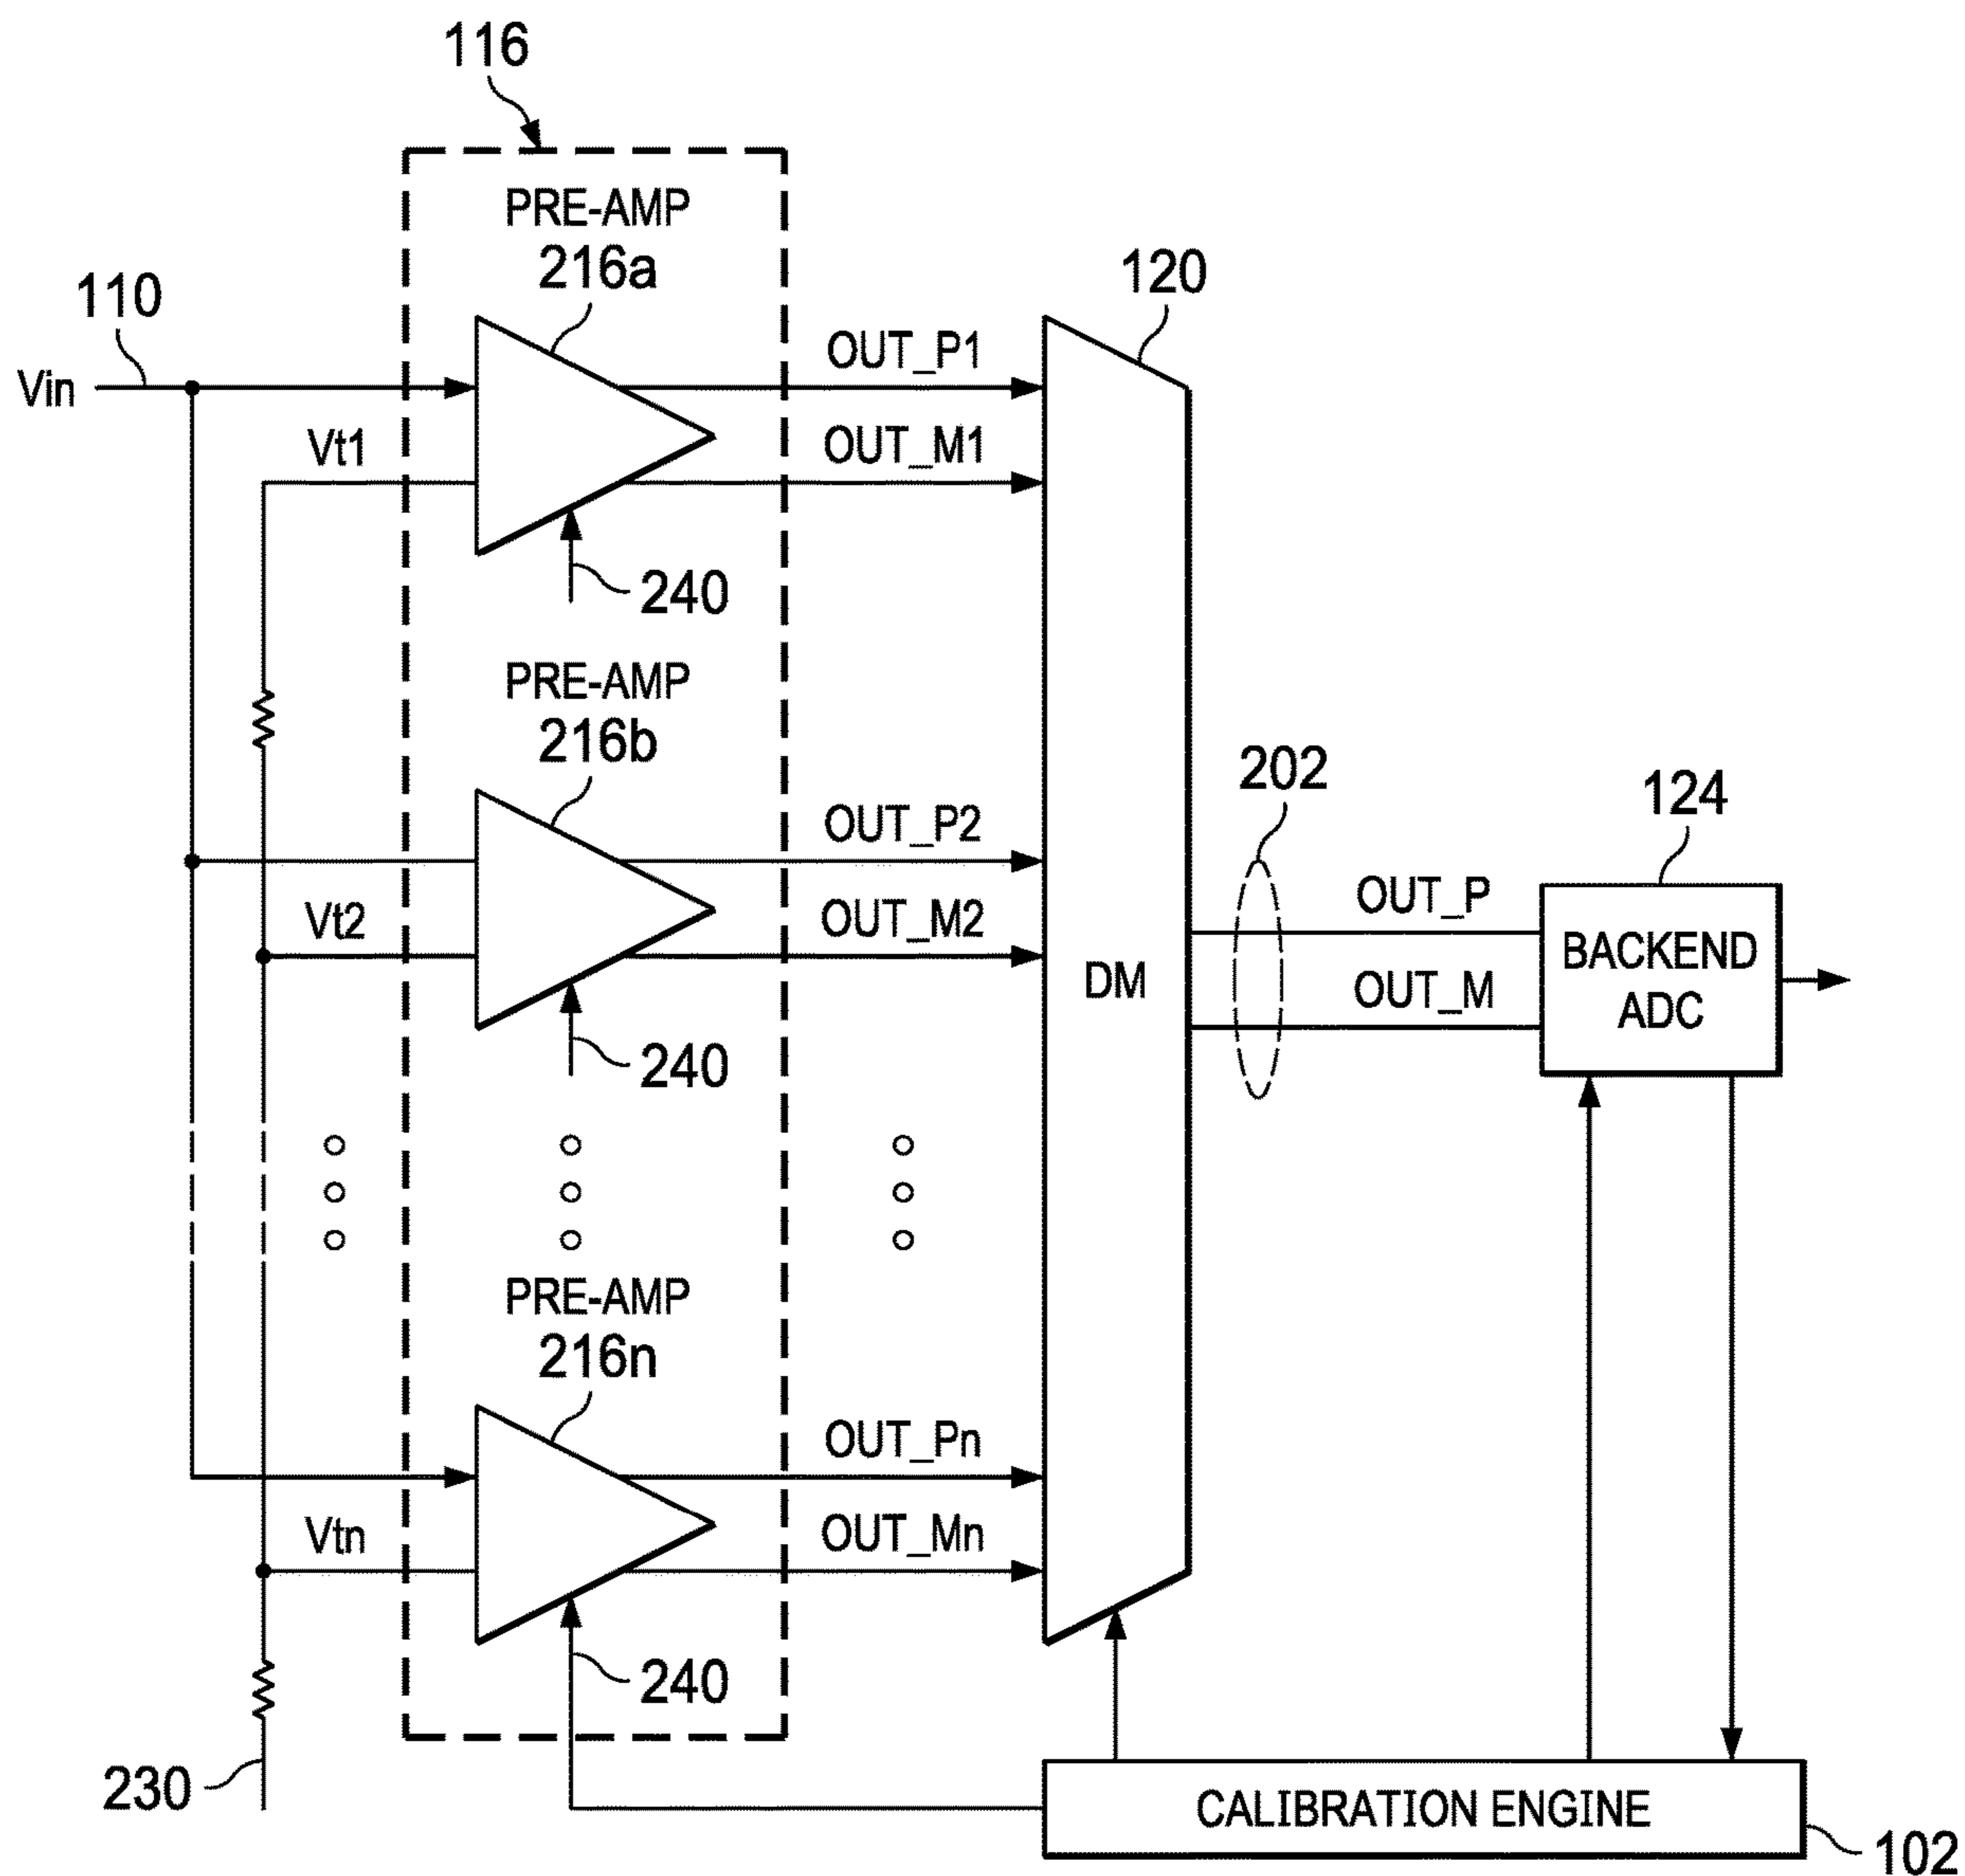 116
PRE-AMP
216a
110
120
Vin
OUT_P1
Vt1
OUT_M1
240
PRE-AMP
216b
202
124
OUT_P2
Vt2
OUT_M2
OUT_P
DM
BACKEND
ADC
OUT_M
240
PRE-AMP
216n
OUT_Pn
Vtn
OUT_Mn
240
230
CALIBRATION ENGINE
102